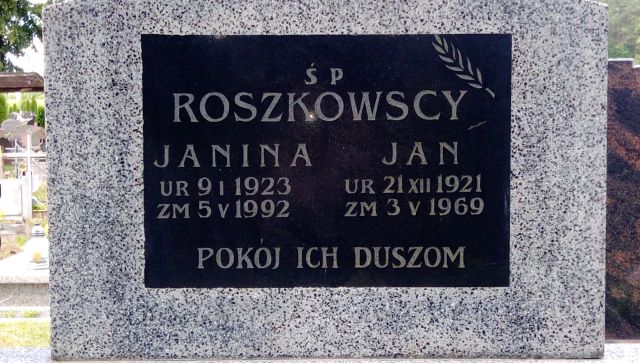 Ś P
ROSZKOWSCY
JANINA JAN
UR 9 I 1923 UR 21 XII 1921
ZM 5 V 1992 ZM 3 V 1969
POKÓJ ICH DUSZOM